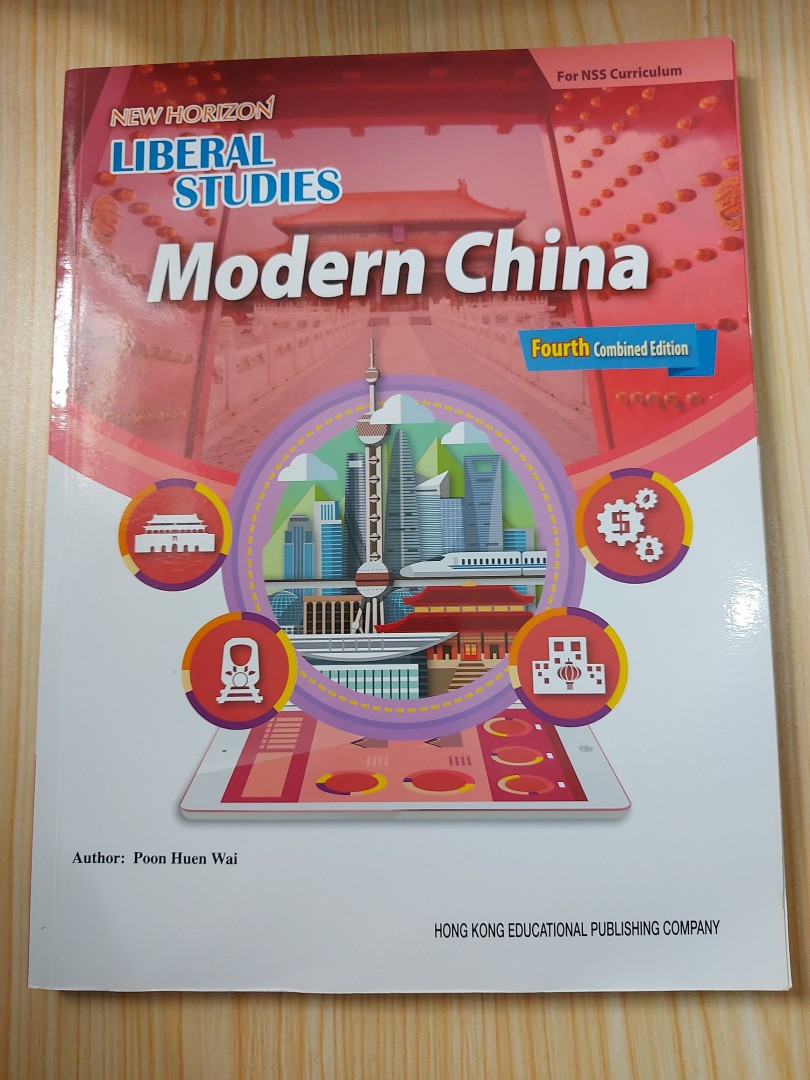 For NSS Curriculum
NEW HORIZON
LIBERAL
STUDIES
Modern China
Fourth Combined Edition
Author: Poon Huen Wai
HONG KONG EDUCATIONAL PUBLISHING COMPANY